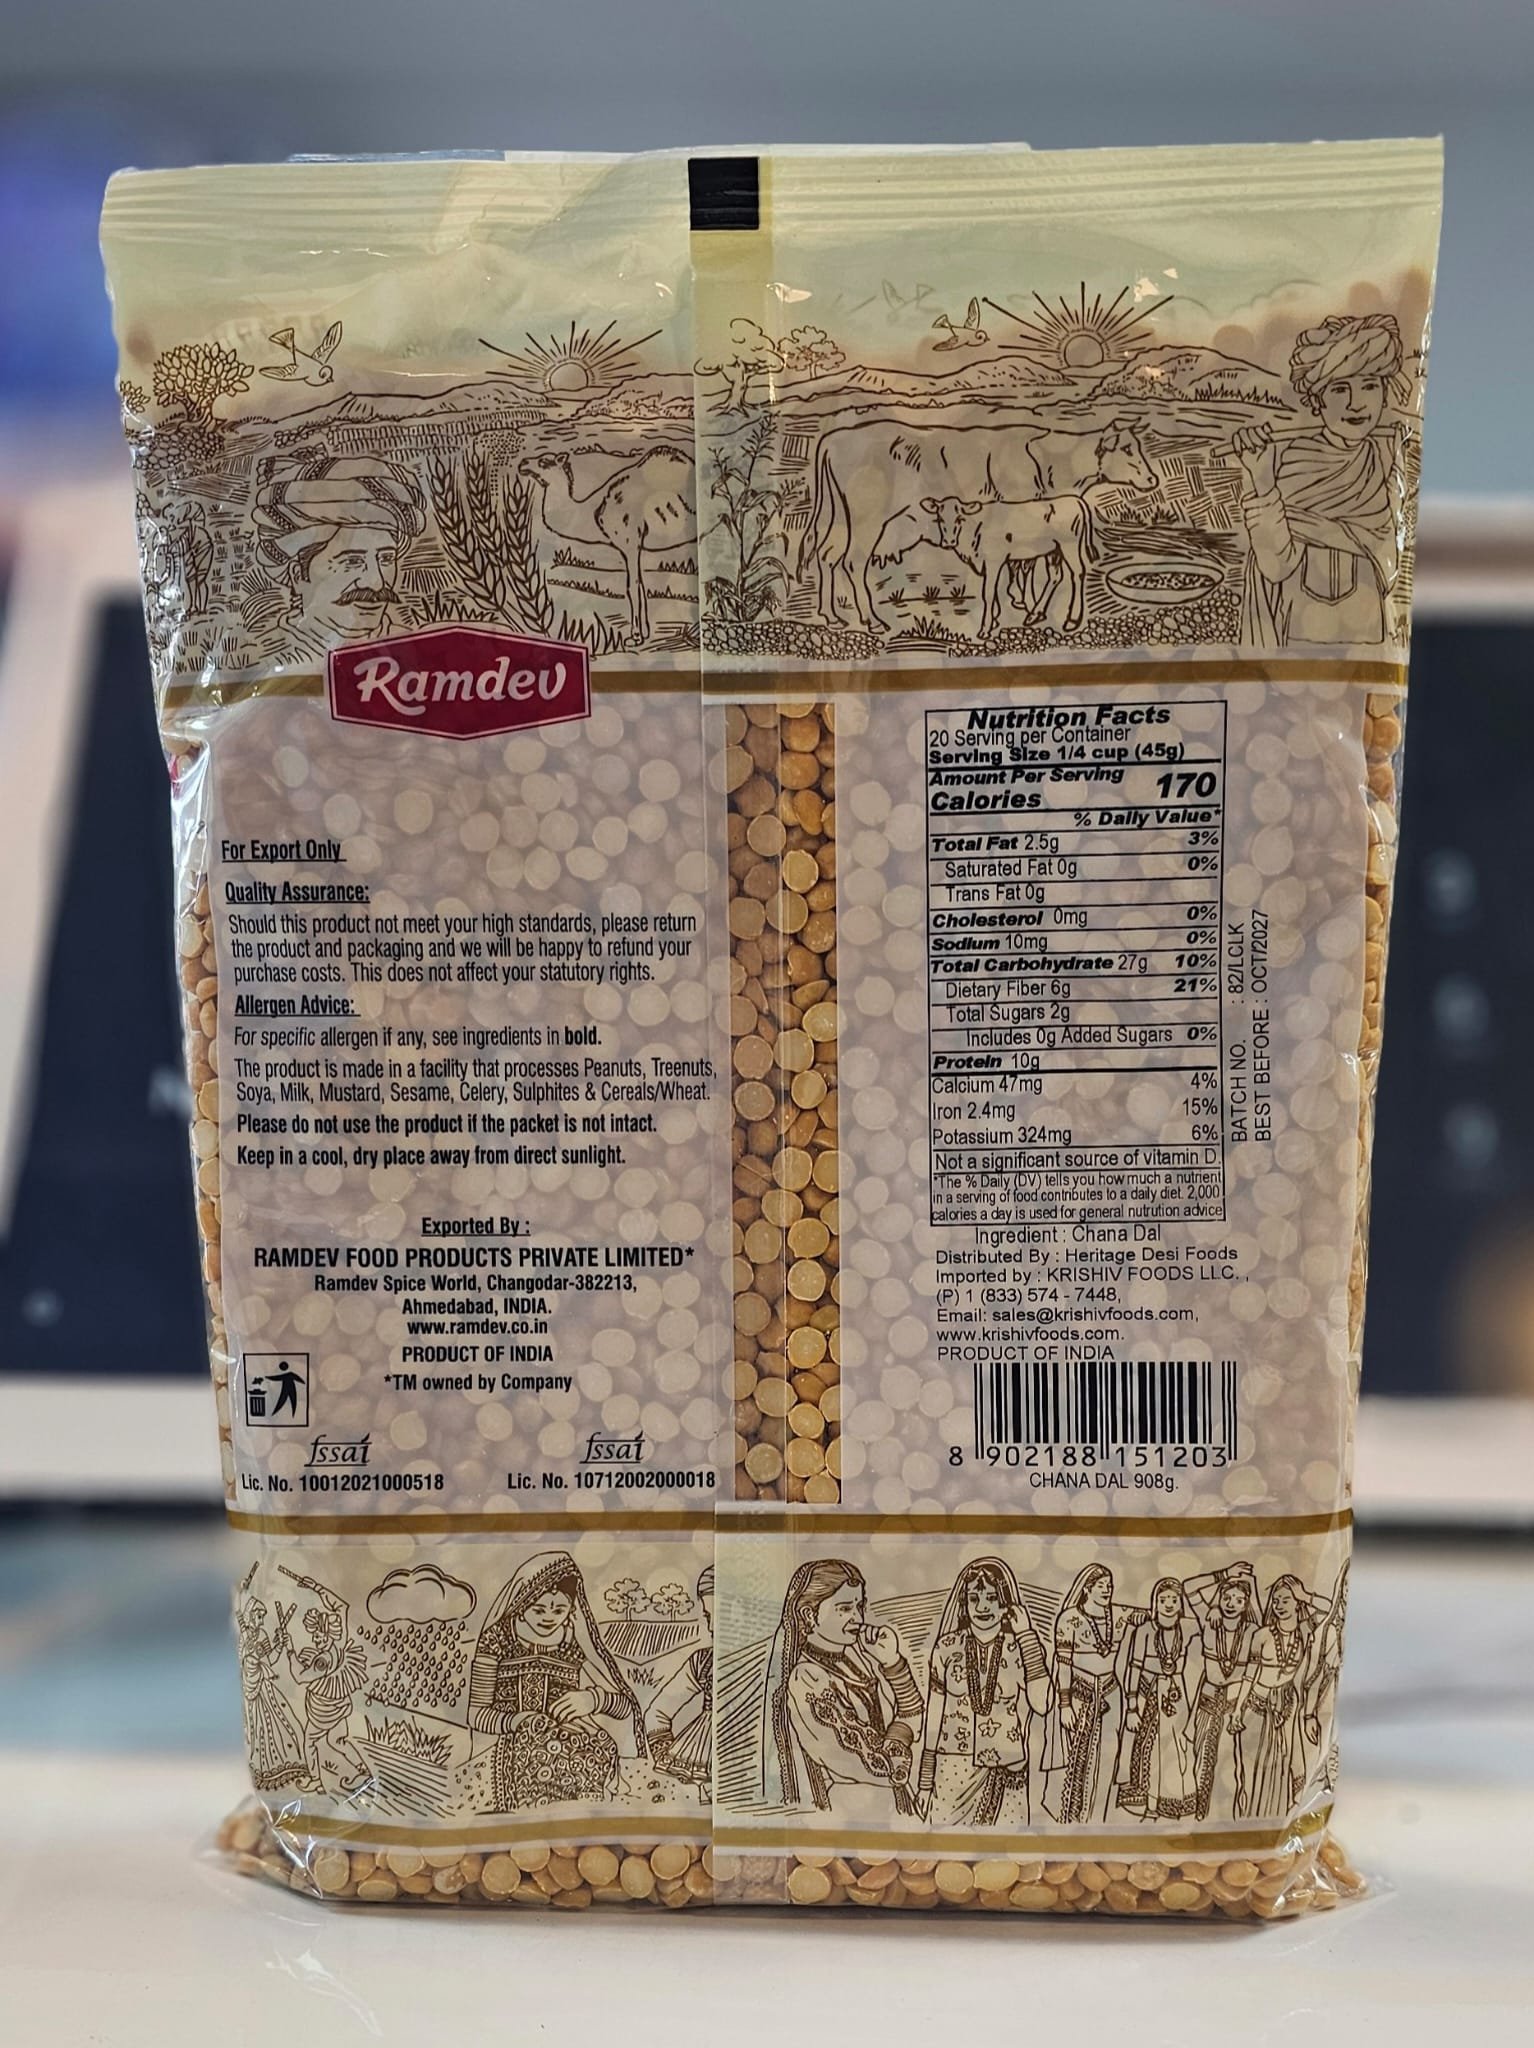 Ramdev
For Export Only
Quality Assurance:
Should this product not meet your high standards, please return
the product and packaging and we will be happy to refund your
purchase costs. This does not affect your statutory rights.
Allergen Advice:
For specific allergen if any, see ingredients in bold.
The product is made in a facility that processes Peanuts, Treenuts,
Soya, Milk, Mustard, Sesame, Celery, Sulphites & Cereals/Wheat.
Please do not use the product if the packet is not intact.
Keep in a cool, dry place away from direct sunlight.
Exported By :
RAMDEV FOOD PRODUCTS PRIVATE LIMITED*
Ramdev Spice World, Changodar-382213,
Ahmedabad, INDIA.
www.ramdev.co.in
PRODUCT OF INDIA
*TM owned by Company
fssai fssai
Lic. No. 10012021000518 Lic. No. 10712002000018
Nutrition Facts
20 Serving per Container
Serving Size 1/4 cup (45g)
Amount Per Serving
Calories 170
% Daily Value*
Total Fat 2.5g 3%
Saturated Fat 0g 0%
Trans Fat 0g
Cholesterol 0mg 0%
Sodium 10mg 0%
Total Carbohydrate 27g 10%
Dietary Fiber 6g 21%
Total Sugars 2g
Includes 0g Added Sugars 0%
Protein 10g
Calcium 47mg 4%
Iron 2.4mg 15%
Potassium 324mg 6%
Not a significant source of vitamin D.
*The % Daily (DV) tells you how much a nutrient
in a serving of food contributes to a daily diet. 2,000
calories a day is used for general nutrution advice
BATCH NO. : 82/LCLK
BEST BEFORE : OCT/2027
Ingredient : Chana Dal
Distributed By : Heritage Desi Foods
Imported by : KRISHIV FOODS LLC. ,
(P) 1 (833) 574 - 7448,
Email: sales@krishivfoods.com,
www.krishivfoods.com.
PRODUCT OF INDIA
8 902188 151203
CHANA DAL 908g.